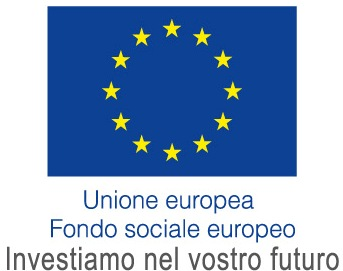 Unione europea
Fondo sociale europeo
Investiamo nel vostro futuro